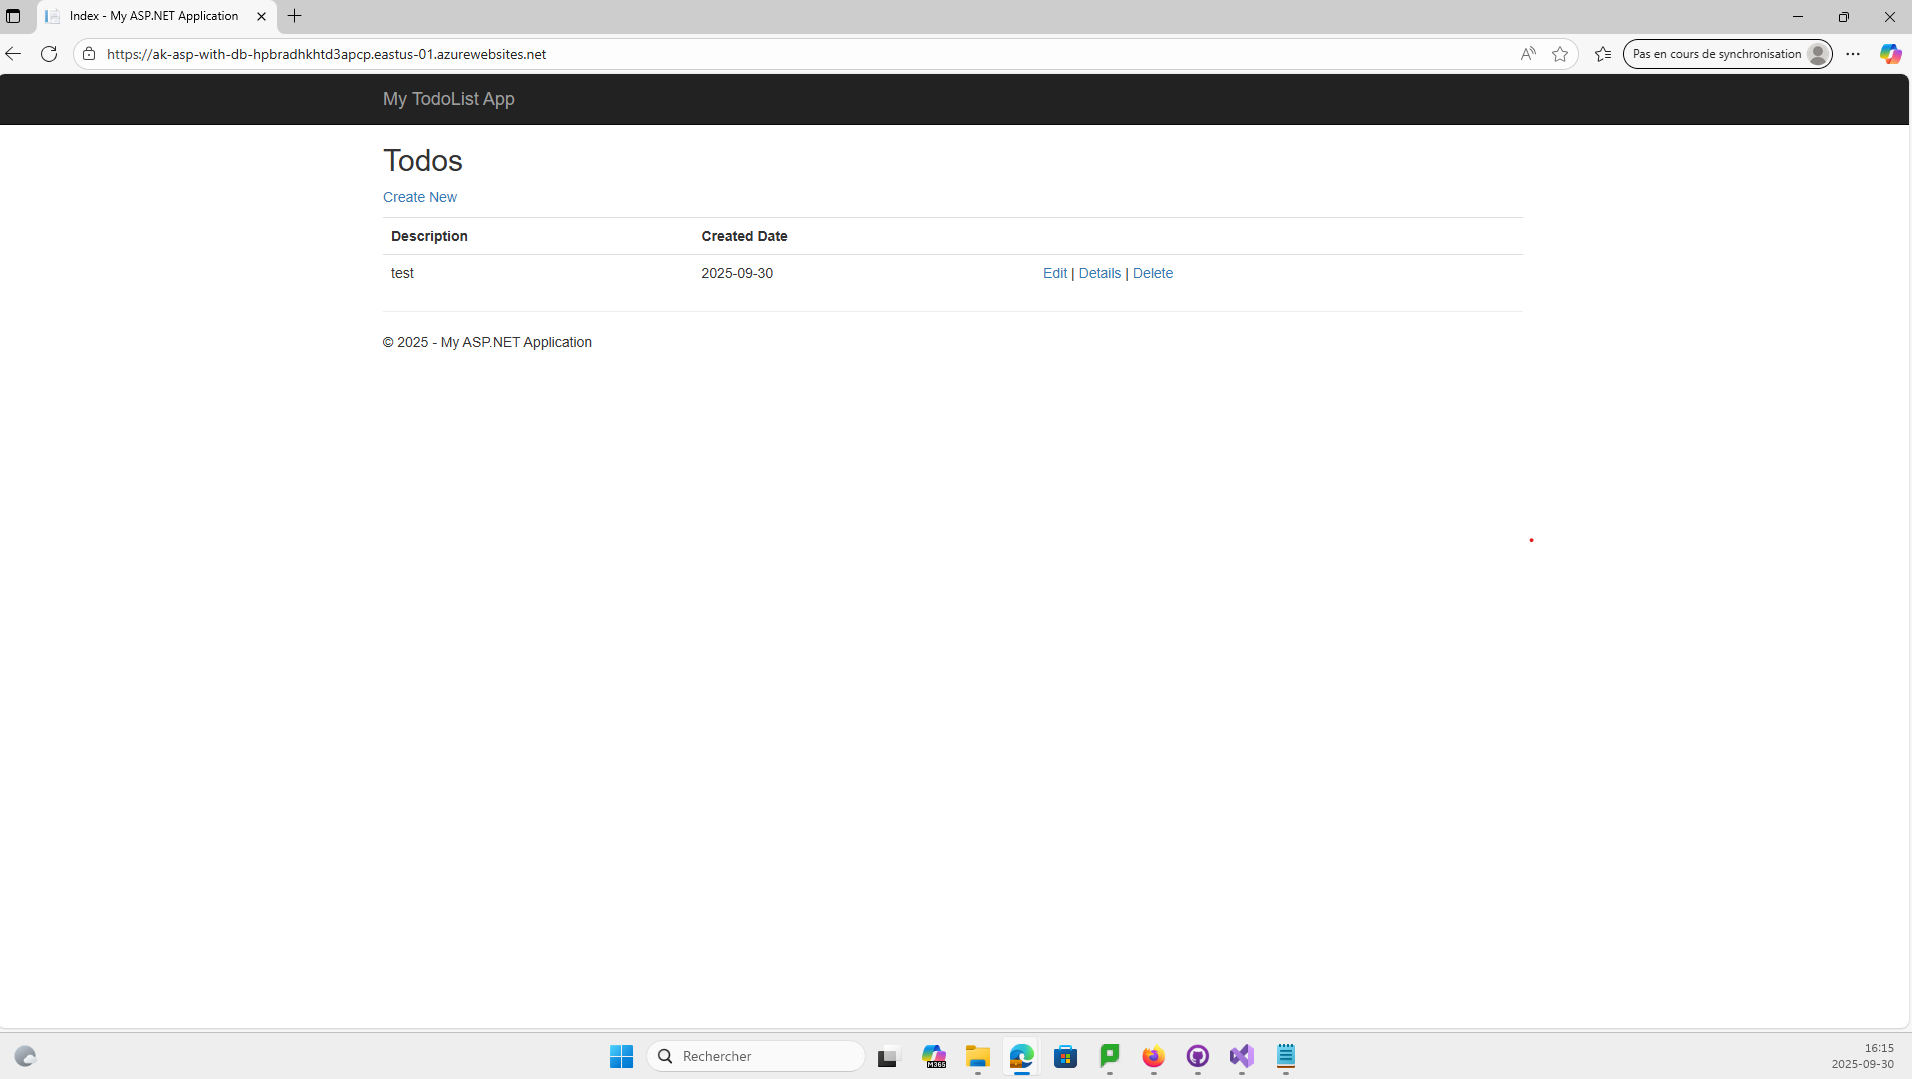 Index - My ASP.NET Application
https://ak-asp-with-db-hpbradhkhtd3apcp.eastus-01.azurewebsites.net
Pas en cours de synchronisation
My TodoList App
Todos
Create New
Description Created Date
test 2025-09-30 Edit | Details | Delete
© 2025 - My ASP.NET Application
Rechercher
M365
16:15
2025-09-30